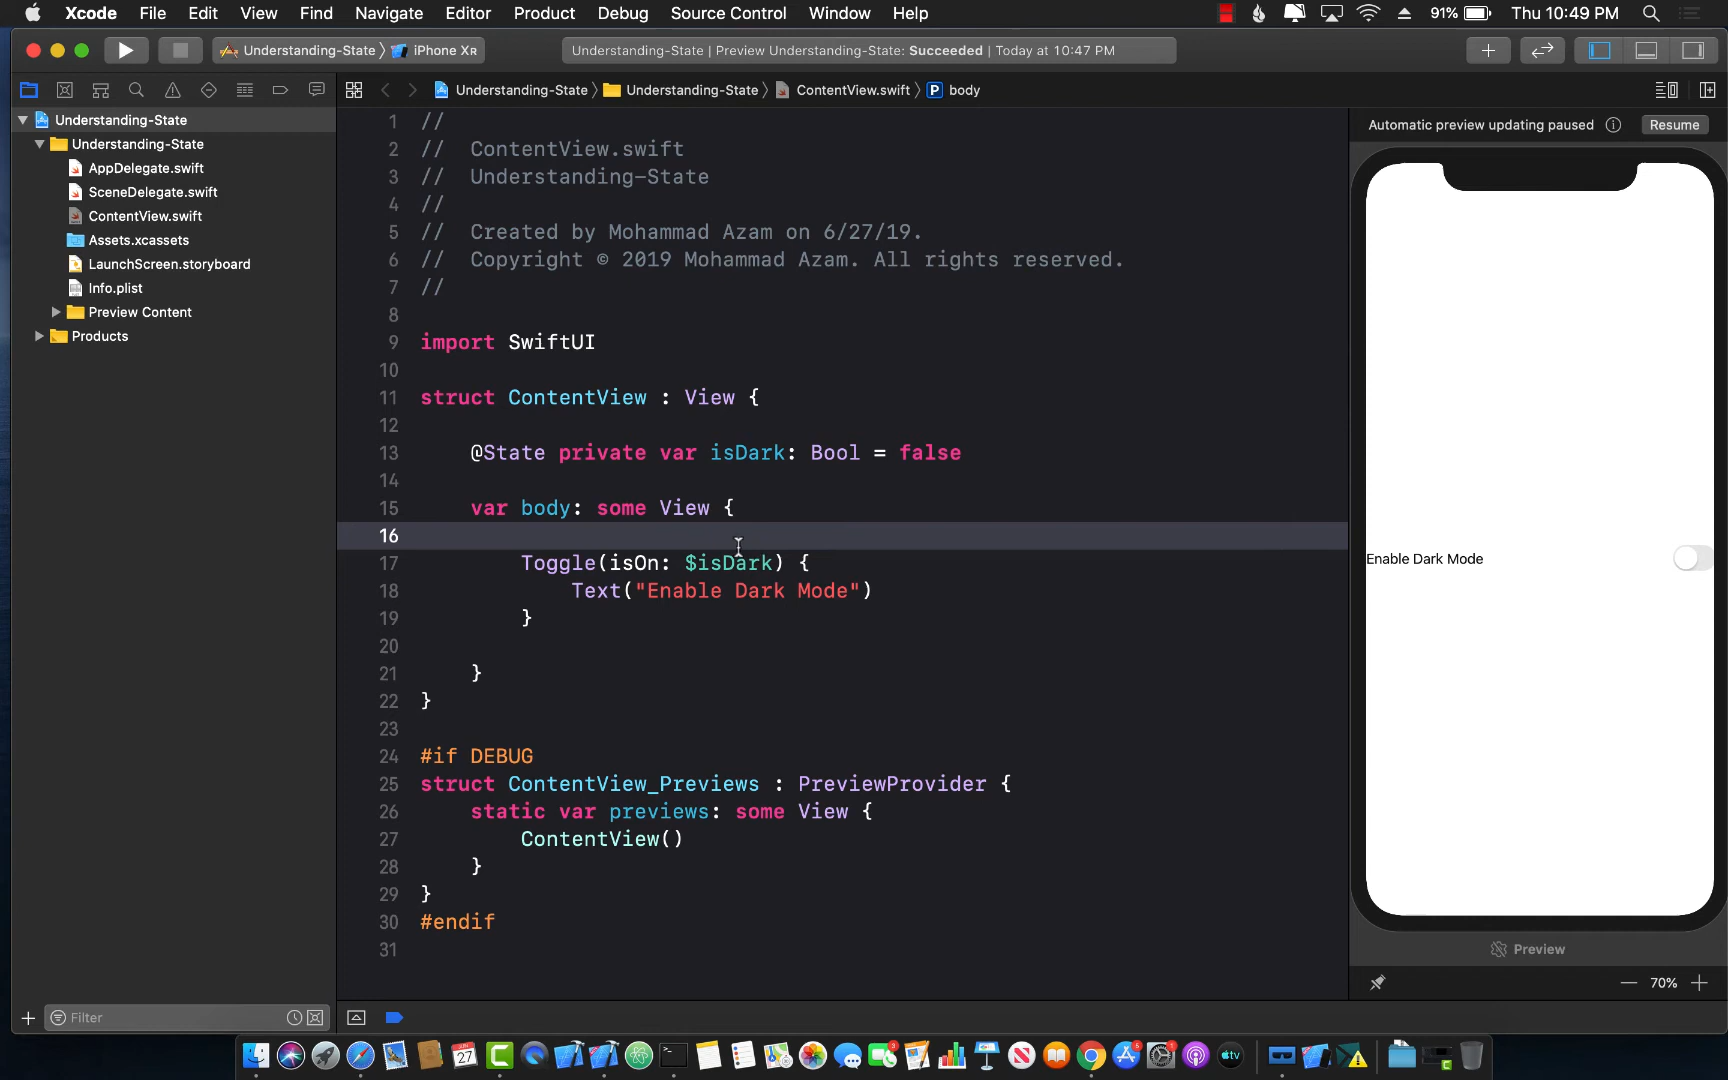 Xcode File Edit View Find Navigate Editor Product Debug Source Control Window Help 91% Thu 10:49 PM
Understanding-State 〉 iPhone XR Understanding-State | Preview Understanding-State: Succeeded | Today at 10:47 PM
Understanding-State 〉 Understanding-State 〉 ContentView.swift 〉 P body
Understanding-State
Understanding-State
AppDelegate.swift
SceneDelegate.swift
ContentView.swift
Assets.xcassets
LaunchScreen.storyboard
Info.plist
Preview Content
Products
Filter
1 //
2 // ContentView.swift
3 // Understanding-State
4 //
5 // Created by Mohammad Azam on 6/27/19.
6 // Copyright © 2019 Mohammad Azam. All rights reserved.
7 //
8
9 import SwiftUI
10
11 struct ContentView : View {
12
13 @State private var isDark: Bool = false
14
15 var body: some View {
16
17 Toggle(isOn: $isDark) {
18 Text("Enable Dark Mode")
19 }
20
21 }
22 }
23
24 #if DEBUG
25 struct ContentView_Previews : PreviewProvider {
26 static var previews: some View {
27 ContentView()
28 }
29 }
30 #endif
31
Automatic preview updating paused Resume
Enable Dark Mode
Preview
70%
27
3
5
1
tv